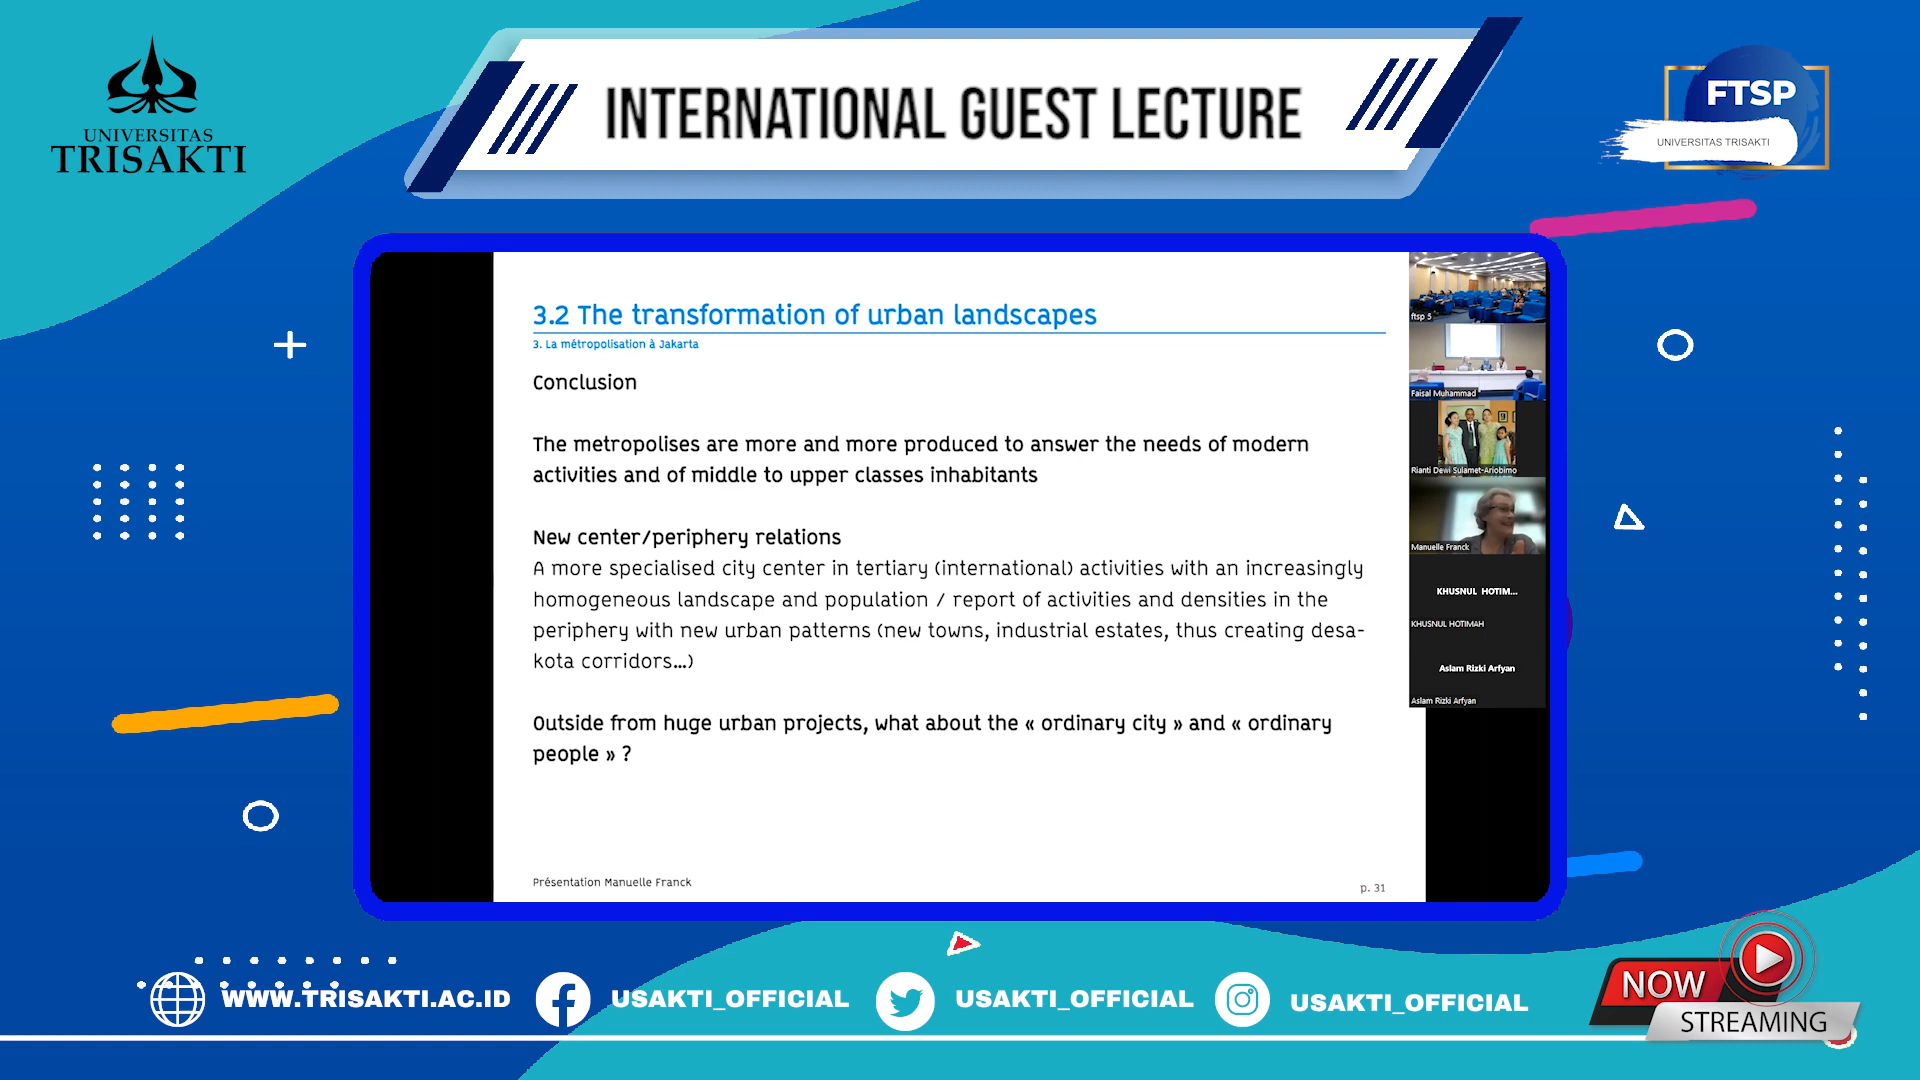 UNIVERSITAS
TRISAKTI
INTERNATIONAL GUEST LECTURE
FTSP
UNIVERSITAS TRISAKTI
3.2 The transformation of urban landscapes
3. La métropolisation à Jakarta
Conclusion
The metropolises are more and more produced to answer the needs of modern
activities and of middle to upper classes inhabitants
New center/periphery relations
A more specialised city center in tertiary (international) activities with an increasingly
homogeneous landscape and population / report of activities and densities in the
periphery with new urban patterns (new towns, industrial estates, thus creating desa-
kota corridors...)
Outside from huge urban projects, what about the « ordinary city » and « ordinary
people » ?
Présentation Manuelle Franck
p. 31
ftsp 5
Faisal Muhammad
Rianti Dewi Sulamet-Ariobimo
Manuelle Franck
KHUSNUL HOTIM...
KHUSNUL HOTIMAH
Aslam Rizki Arfyan
Aslam Rizki Arfyan
WWW.TRISAKTI.AC.ID
USAKTI_OFFICIAL
USAKTI_OFFICIAL
USAKTI_OFFICIAL
NOW
STREAMING